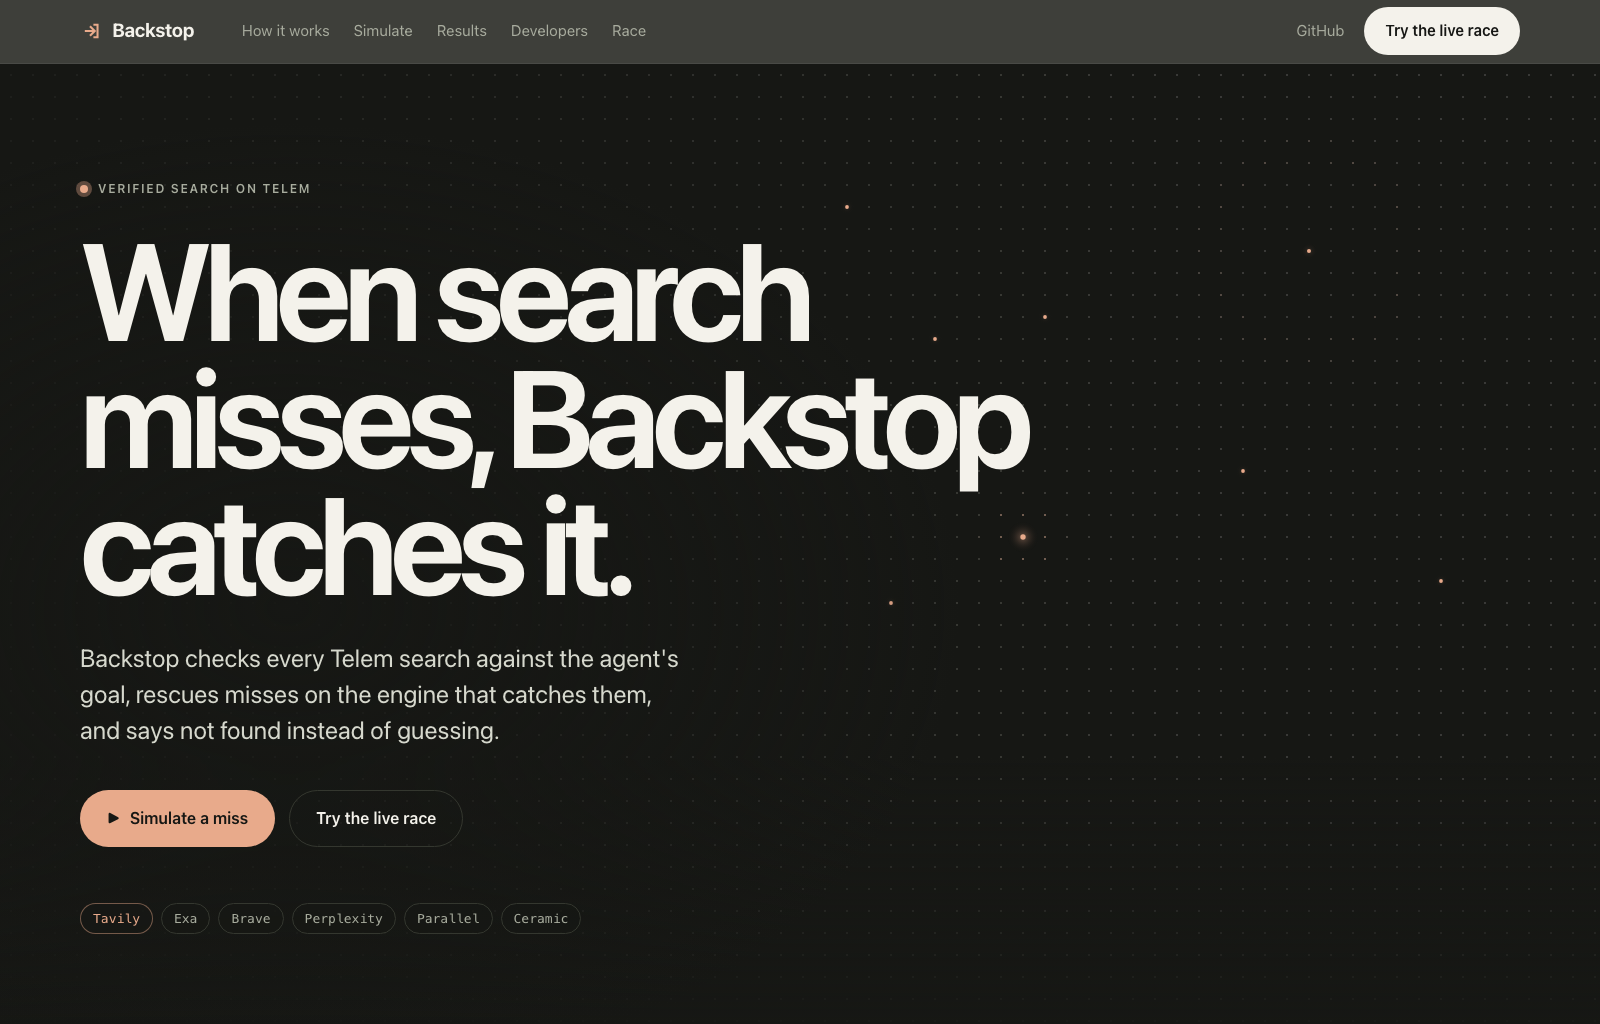 Backstop
How it works
Simulate
Results
Developers
Race
GitHub
Try the live race
VERIFIED SEARCH ON TELEM
When search
misses, Backstop
catches it.
Backstop checks every Telem search against the agent's
goal, rescues misses on the engine that catches them,
and says not found instead of guessing.
Simulate a miss
Try the live race
Tavily
Exa
Brave
Perplexity
Parallel
Ceramic